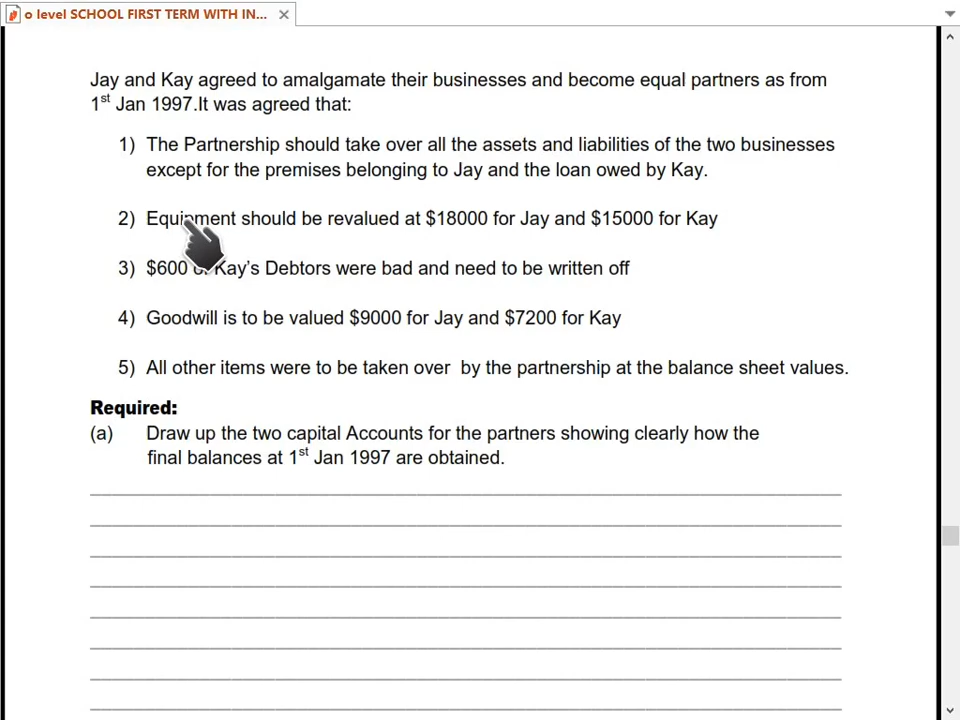 o level SCHOOL FIRST TERM WITH IN...
Jay and Kay agreed to amalgamate their businesses and become equal partners as from
1st Jan 1997.It was agreed that:
1) The Partnership should take over all the assets and liabilities of the two businesses
except for the premises belonging to Jay and the loan owed by Kay.
2) Equipment should be revalued at $18000 for Jay and $15000 for Kay
3) $600 of Kay's Debtors were bad and need to be written off
4) Goodwill is to be valued $9000 for Jay and $7200 for Kay
5) All other items were to be taken over by the partnership at the balance sheet values.
Required:
(a) Draw up the two capital Accounts for the partners showing clearly how the
final balances at 1st Jan 1997 are obtained.